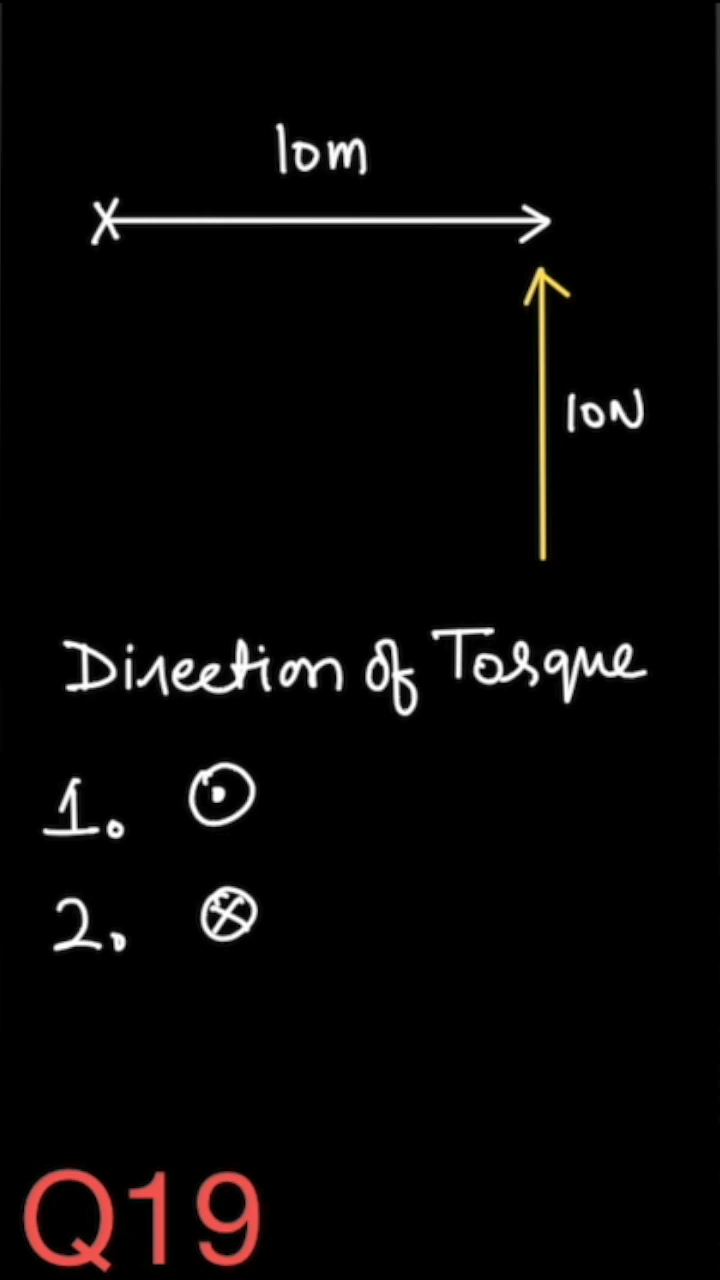 10m
X
10N
Direction of Torque
1. ⊙
2. ⊗
Q19